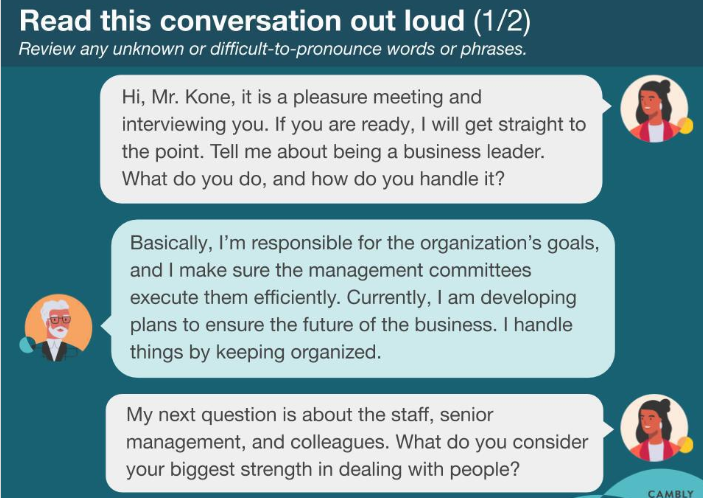 Read this conversation out loud (1/2)
Review any unknown or difficult-to-pronounce words or phrases.
Hi, Mr. Kone, it is a pleasure meeting and
interviewing you. If you are ready, I will get straight to
the point. Tell me about being a business leader.
What do you do, and how do you handle it?
Basically, I'm responsible for the organization's goals,
and I make sure the management committees
execute them efficiently. Currently, I am developing
plans to ensure the future of the business. I handle
things by keeping organized.
My next question is about the staff, senior
management, and colleagues. What do you consider
your biggest strength in dealing with people?
CAMBLY